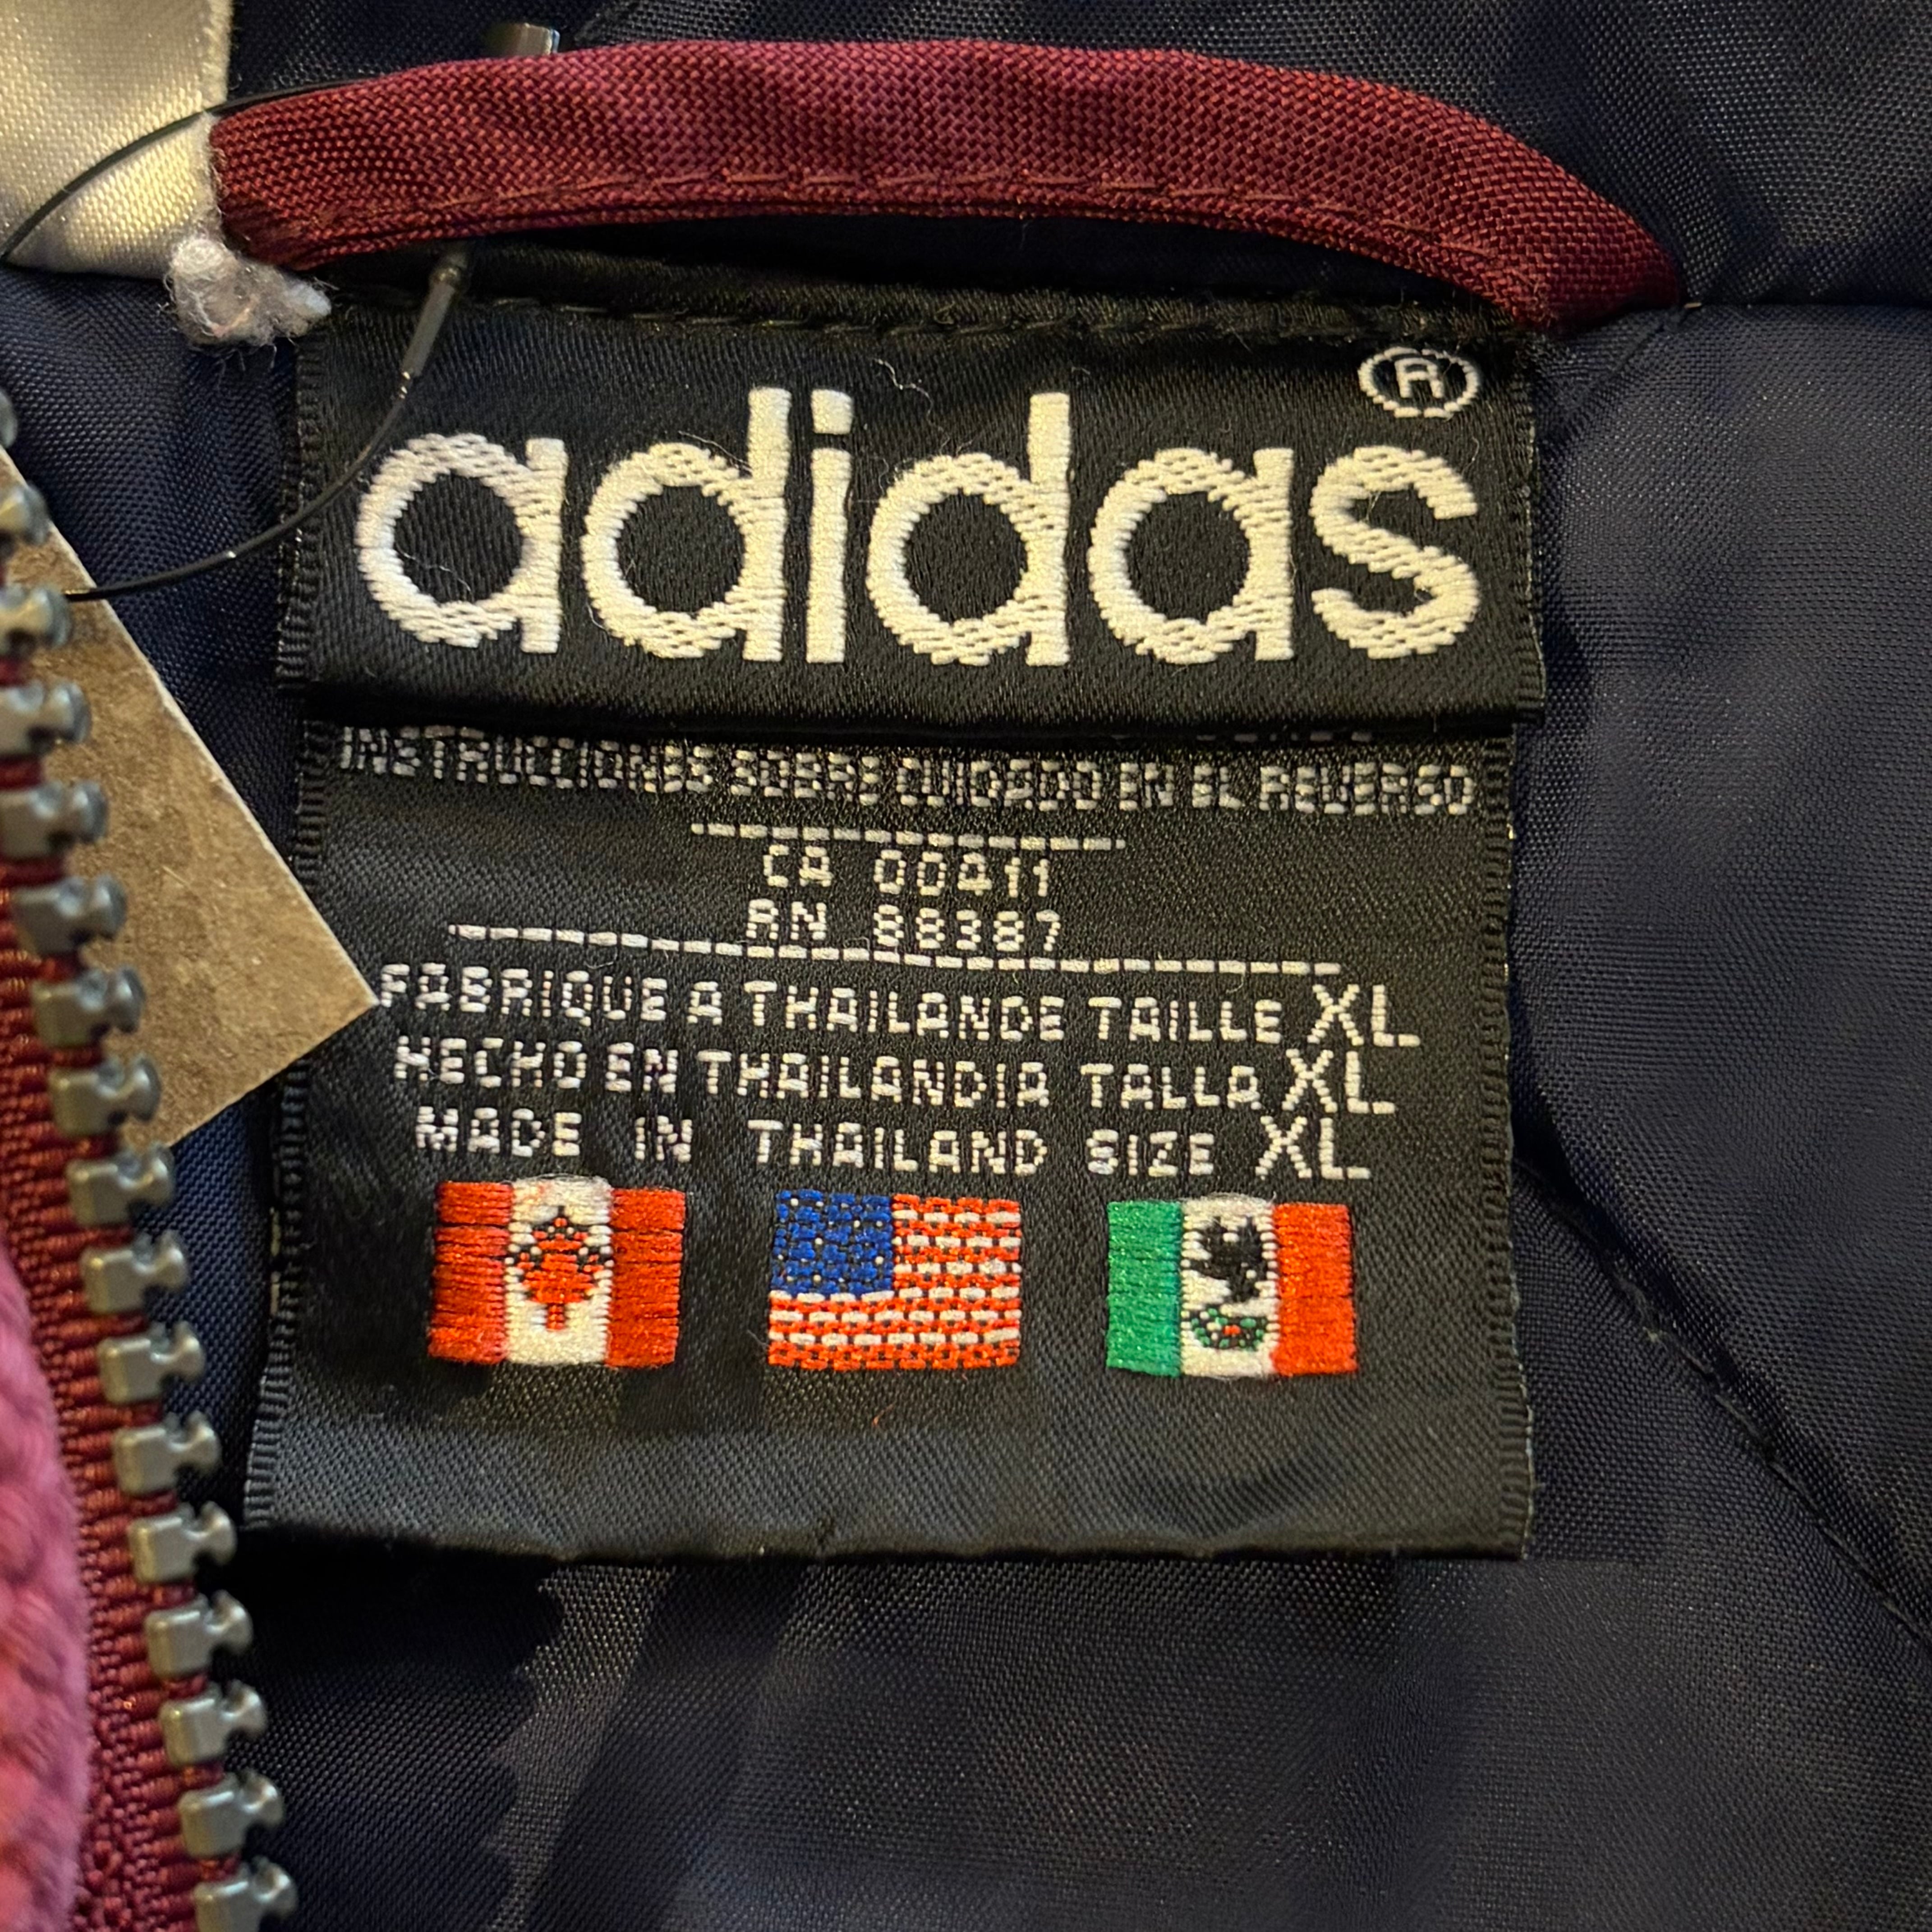 adidas®
INSTRUCCIONES SOBRE CUIDADO EN EL REVERSO
CA 00411
RN 88387
FABRIQUE A THAILANDE TAILLE XL
HECHO EN THAILANDIA TALLA XL
MADE IN THAILAND SIZE XL